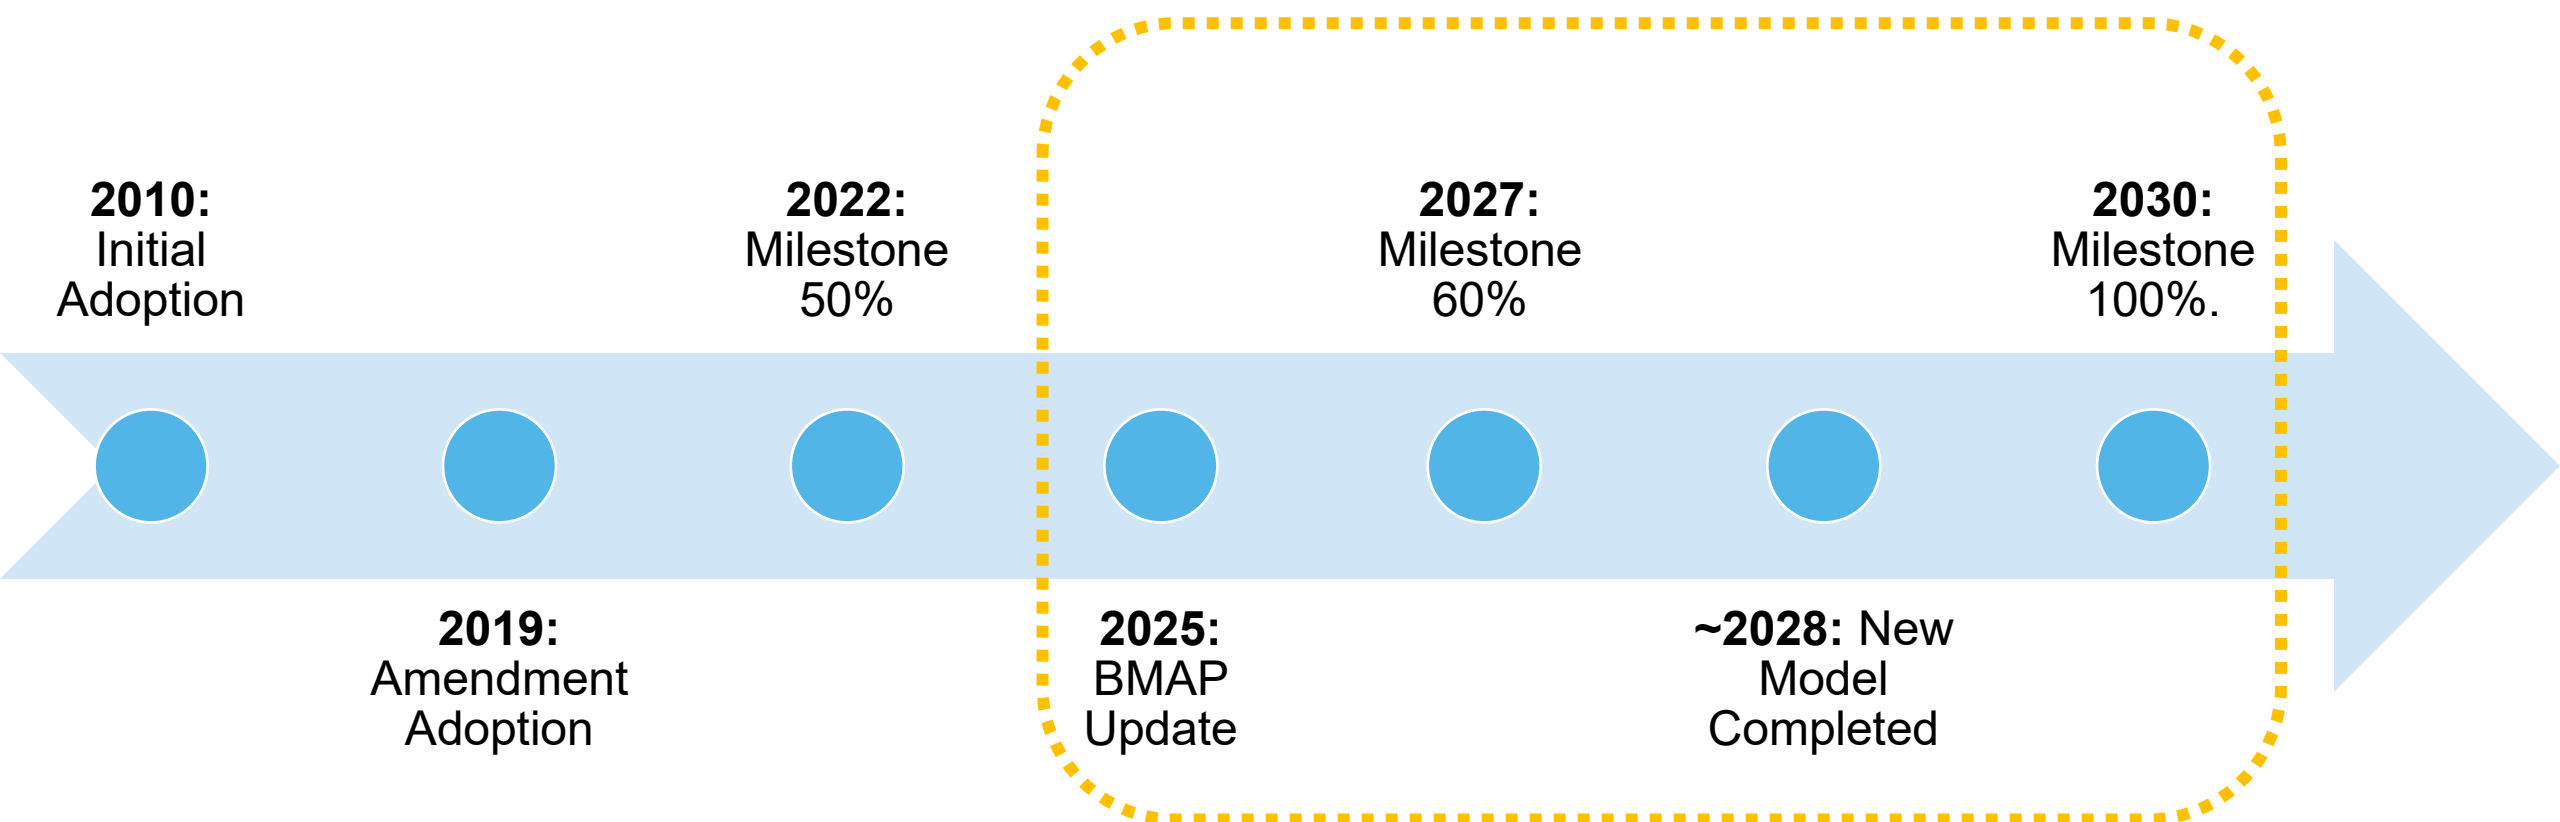 2010:
Initial
Adoption
2019:
Amendment
Adoption
2022:
Milestone
50%
2025:
BMAP
Update
2027:
Milestone
60%
~2028: New
Model
Completed
2030:
Milestone
100%.